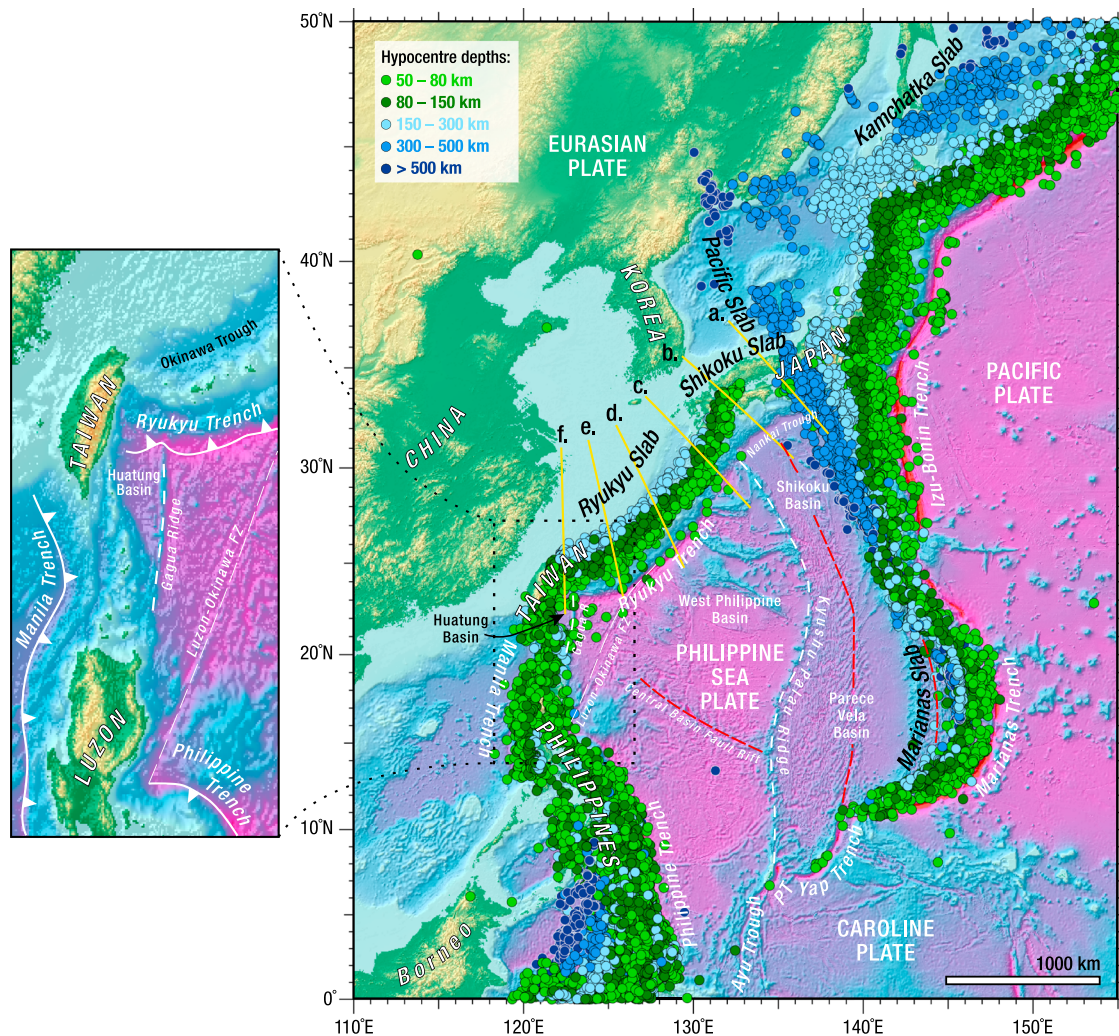 Hypocentre depths:
50 – 80 km
80 – 150 km
150 – 300 km
300 – 500 km
> 500 km
50°N
40°N
30°N
20°N
10°N
0°
110°E
120°E
130°E
140°E
150°E
EURASIAN
PLATE
Kamchatka Slab
KOREA
Pacific Slab
a.
b.
c.
d.
e.
f.
Shikoku Slab
JAPAN
CHINA
Ryukyu Slab
Nankai Trough
Shikoku
Basin
Izu-Bonin Trench
PACIFIC
PLATE
TAIWAN
Ryukyu Trench
Huatung
Basin
Gagua R.
Luzon-Okinawa FZ
West Philippine
Basin
PHILIPPINE
SEA
PLATE
Kyushu-Palau Ridge
Central Basin Fault Rift
Parece
Vela
Basin
Marianas Slab
Marianas Trench
Manila Trench
PHILIPPINES
Philippine Trench
PT
Yap Trench
Ayu Trough
CAROLINE
PLATE
Borneo
1000 km
Okinawa Trough
TAIWAN
Ryukyu Trench
Huatung
Basin
Gagua Ridge
Luzon-Okinawa FZ
Manila Trench
LUZON
Philippine
Trench